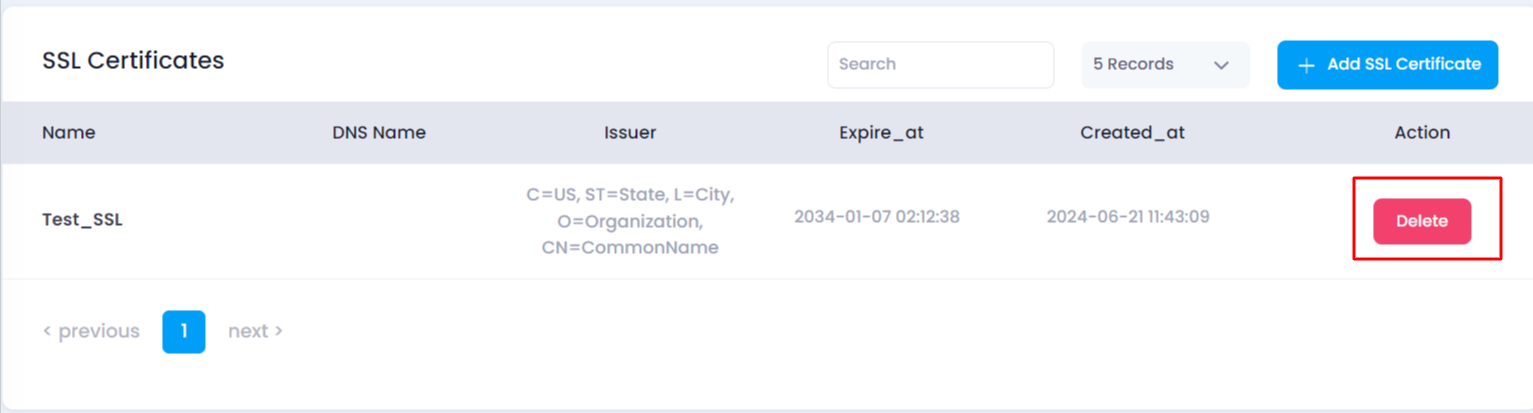 SSL Certificates
Search
5 Records
+ Add SSL Certificate
Name DNS Name Issuer Expire_at Created_at Action
C=US, ST=State, L=City,
Test_SSL O=Organization, 2034-01-07 02:12:38 2024-06-21 11:43:09 Delete
CN=CommonName
< previous 1 next >